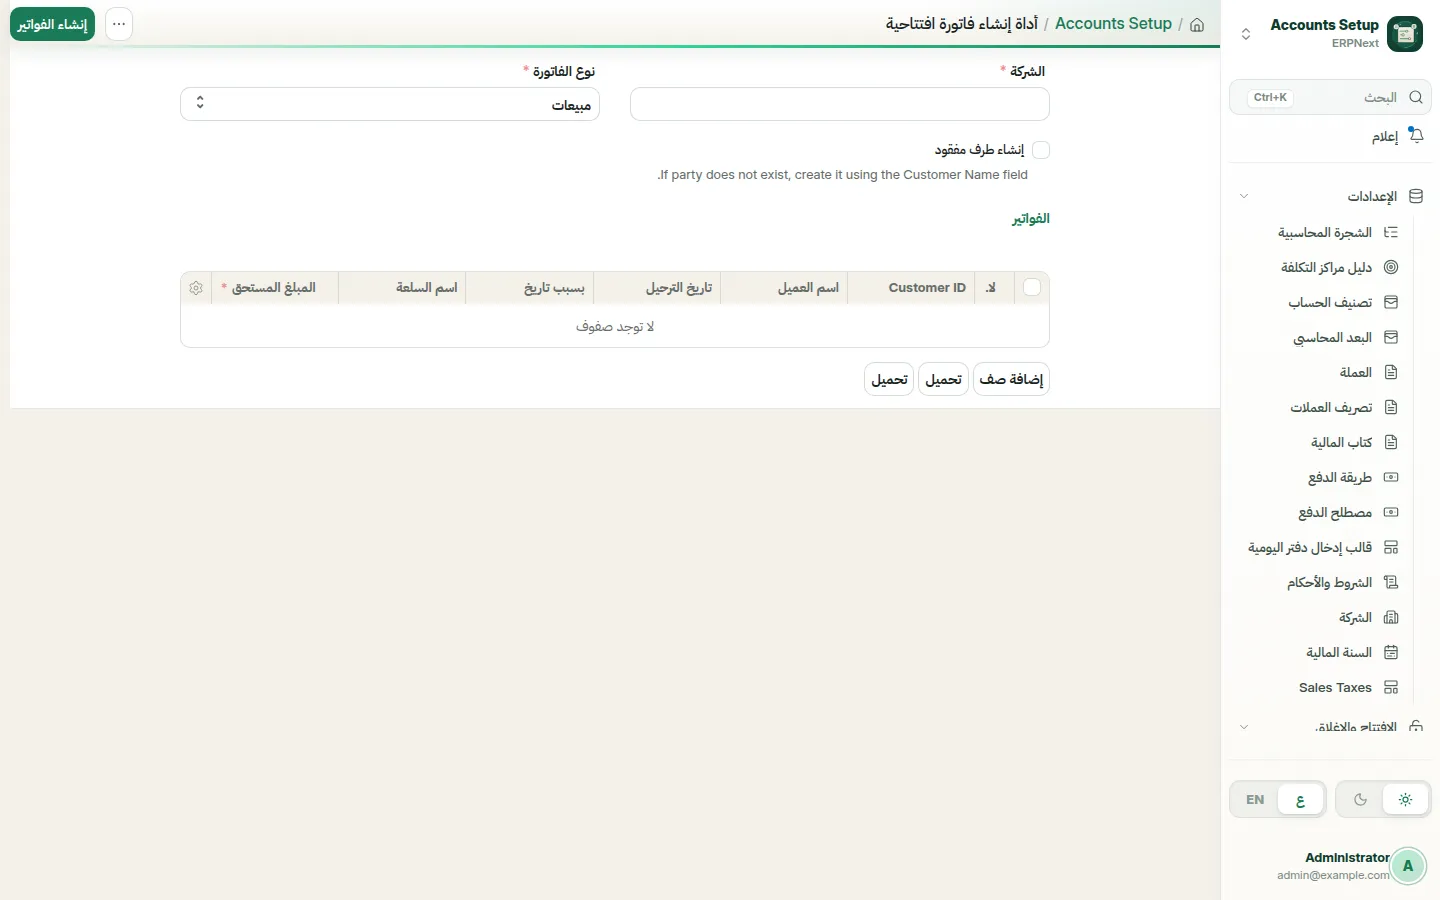 Accounts Setup
ERPNext
البحث
Ctrl+K
إعلام
الإعدادات
الشجرة المحاسبية
دليل مراكز التكلفة
تصنيف الحساب
البعد المحاسبي
العملة
تصريف العملات
كتاب المالية
طريقة الدفع
مصطلح الدفع
قالب إدخال دفتر اليومية
الشروط والأحكام
الشركة
السنة المالية
Sales Taxes
الافتتاح والإغلاق
ع EN
A
Administrator
admin@example.com
/ Accounts Setup / أداة إنشاء فاتورة افتتاحية
إنشاء الفواتير
الشركة *
نوع الفاتورة *
مبيعات
إنشاء طرف مفقود
If party does not exist, create it using the Customer Name field.
الفواتير
لا. Customer ID اسم العميل تاريخ الترحيل بسبب تاريخ اسم السلعة المبلغ المستحق *
لا توجد صفوف
إضافة صف تحميل تحميل